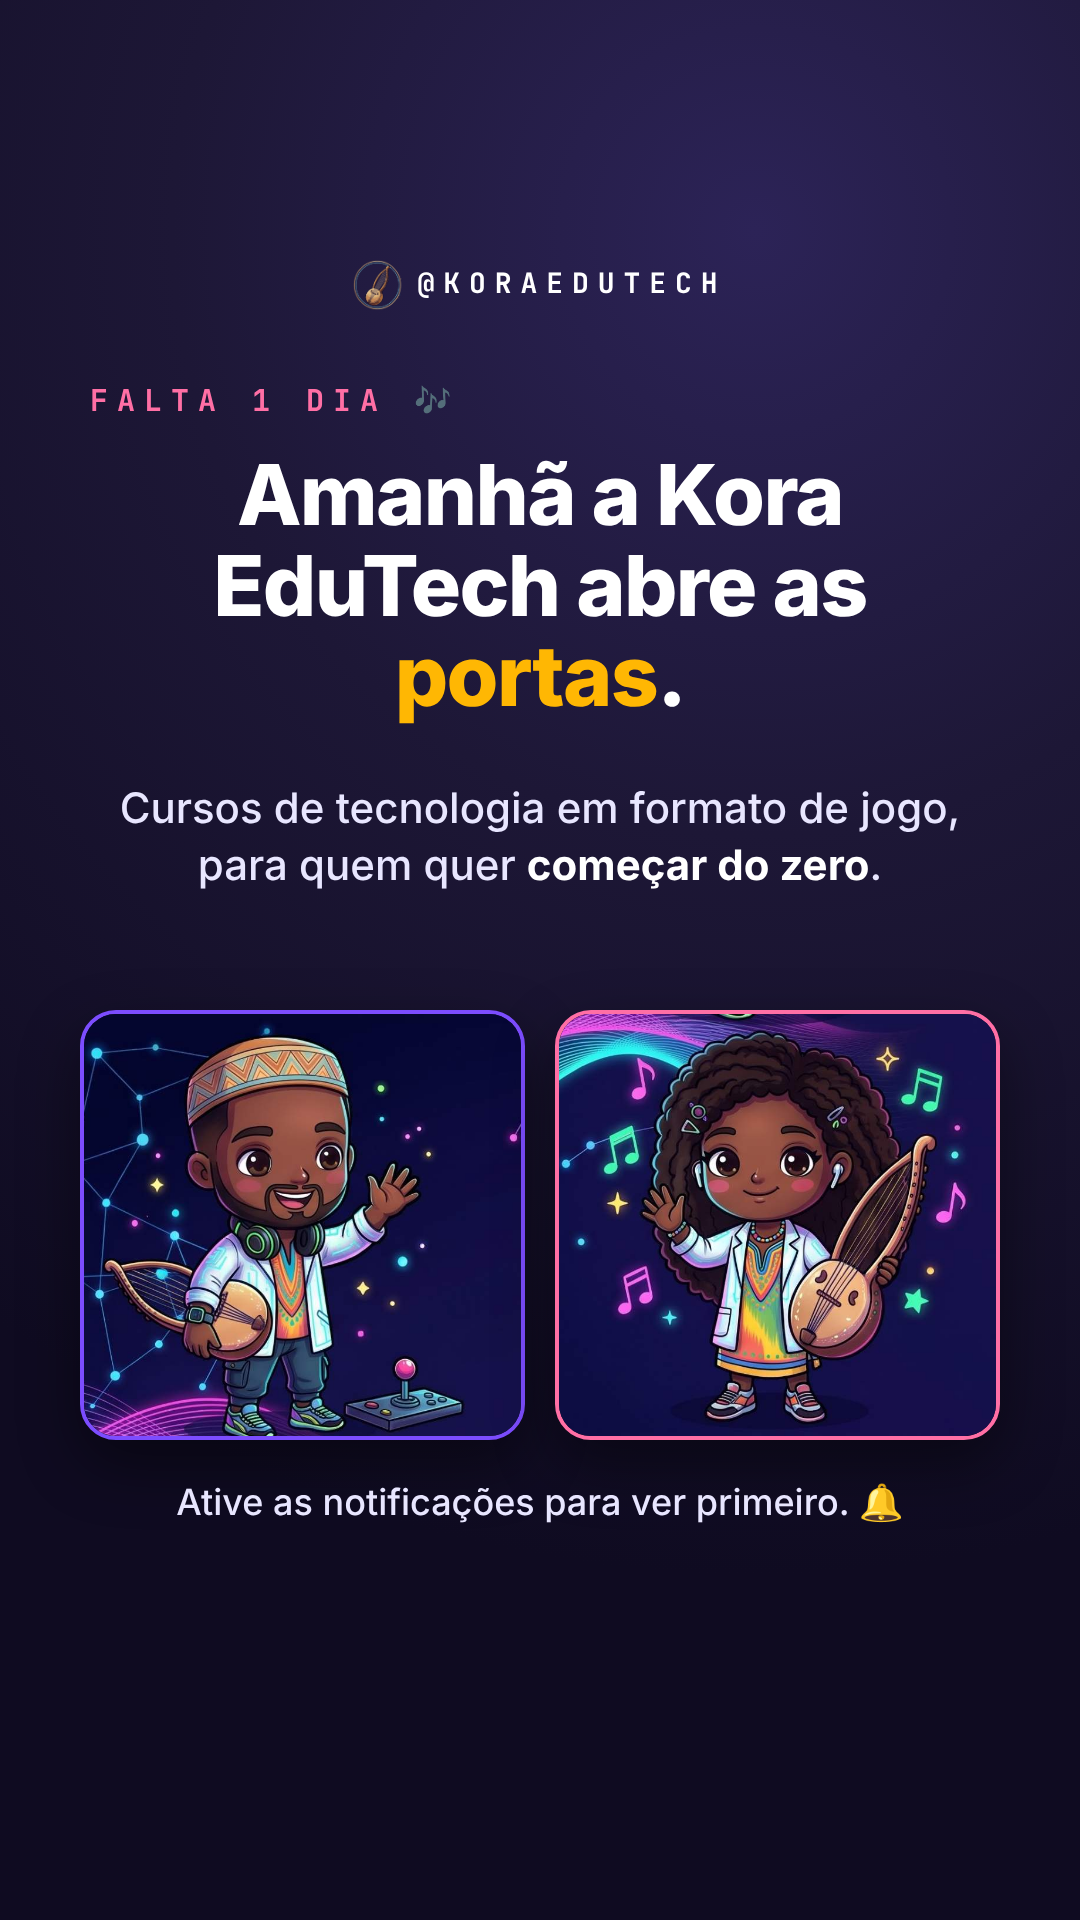 @KORAEDUTECH
FALTA 1 DIA 🎶
Amanhã a Kora
EduTech abre as
portas.
Cursos de tecnologia em formato de jogo,
para quem quer começar do zero.
Ative as notificações para ver primeiro. 🔔